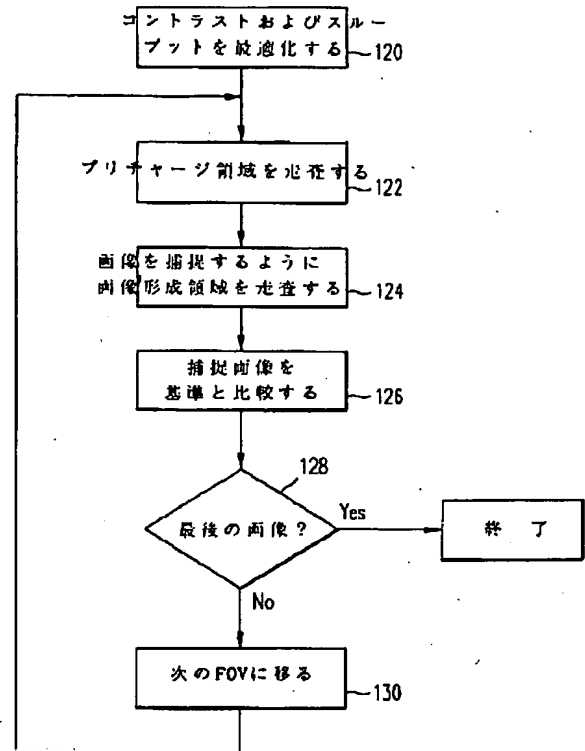 コントラストおよびスルー
プットを最適化する
120
プリチャージ領域を走査する
122
画像を捕捉するように
画像形成領域を走査する
124
捕捉画像を
基準と比較する
126
128
最後の画像?
Yes
終了
No
次のFOVに移る
130